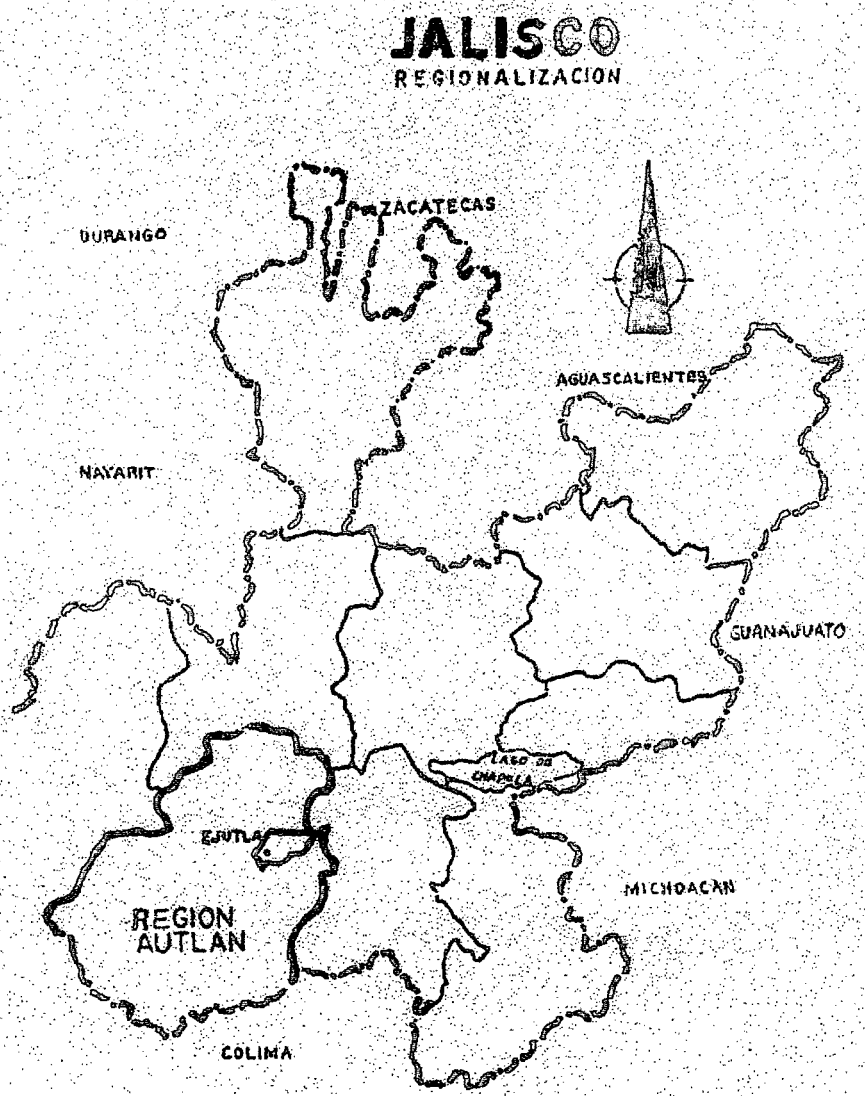 JALISCO
REGIONALIZACION
ZACATECAS
DURANGO
AGUASCALIENTES
NAYARIT
GUANAJUATO
LAGO DE
CHAPALA
EJUTLA
MICHOACAN
REGION
AUTLAN
COLIMA